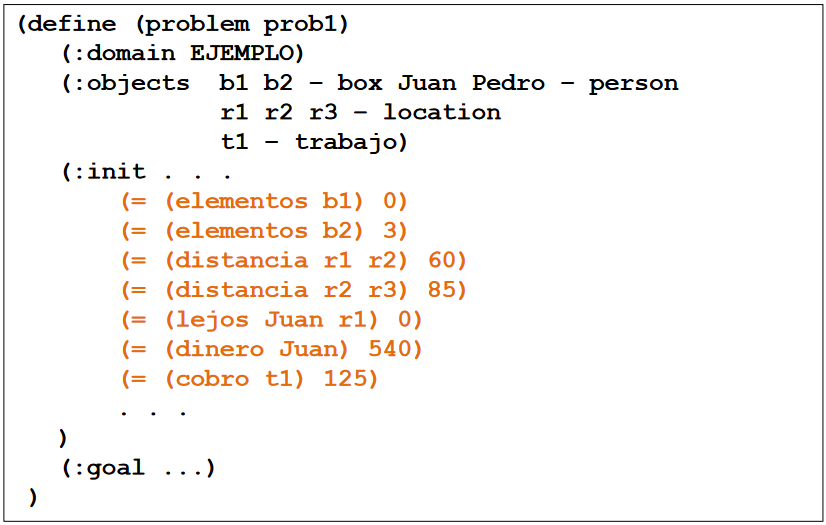 (define (problem prob1)
(:domain EJEMPLO)
(:objects b1 b2 – box Juan Pedro – person
r1 r2 r3 – location
t1 – trabajo)
(:init . . .
(= (elementos b1) 0)
(= (elementos b2) 3)
(= (distancia r1 r2) 60)
(= (distancia r2 r3) 85)
(= (lejos Juan r1) 0)
(= (dinero Juan) 540)
(= (cobro t1) 125)
. . .
)
(:goal ...)
)